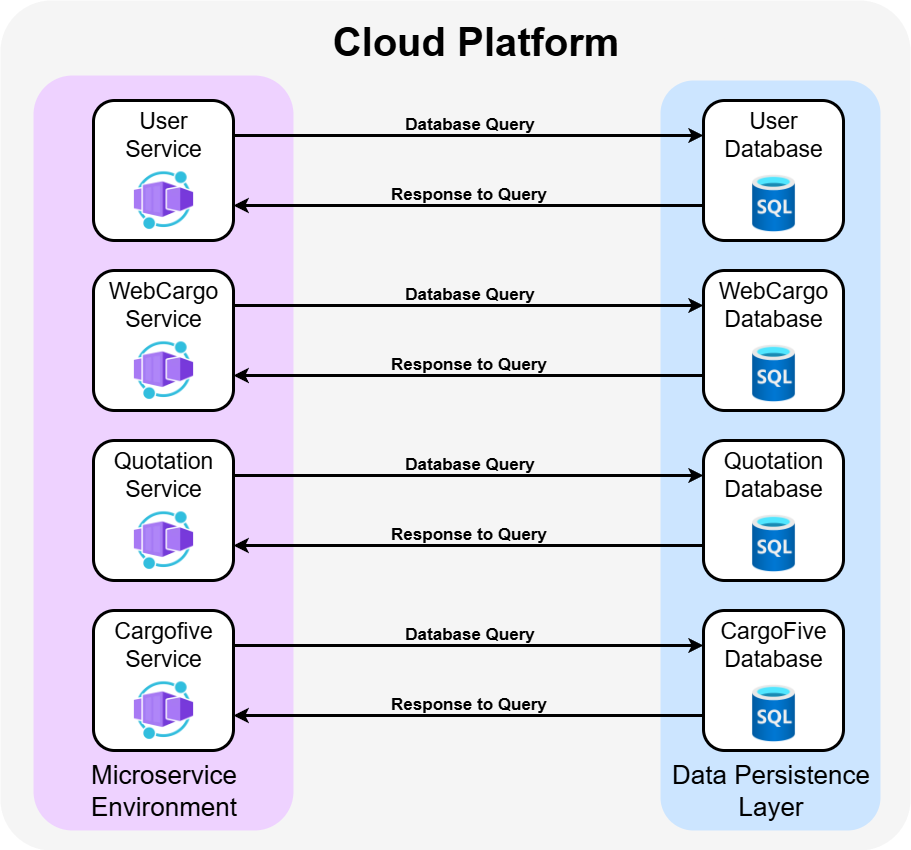 Cloud Platform
User
Service
Database Query
Response to Query
User
Database
SQL
WebCargo
Service
Database Query
Response to Query
WebCargo
Database
SQL
Quotation
Service
Database Query
Response to Query
Quotation
Database
SQL
Cargofive
Service
Database Query
Response to Query
CargoFive
Database
SQL
Microservice
Environment
Data Persistence
Layer